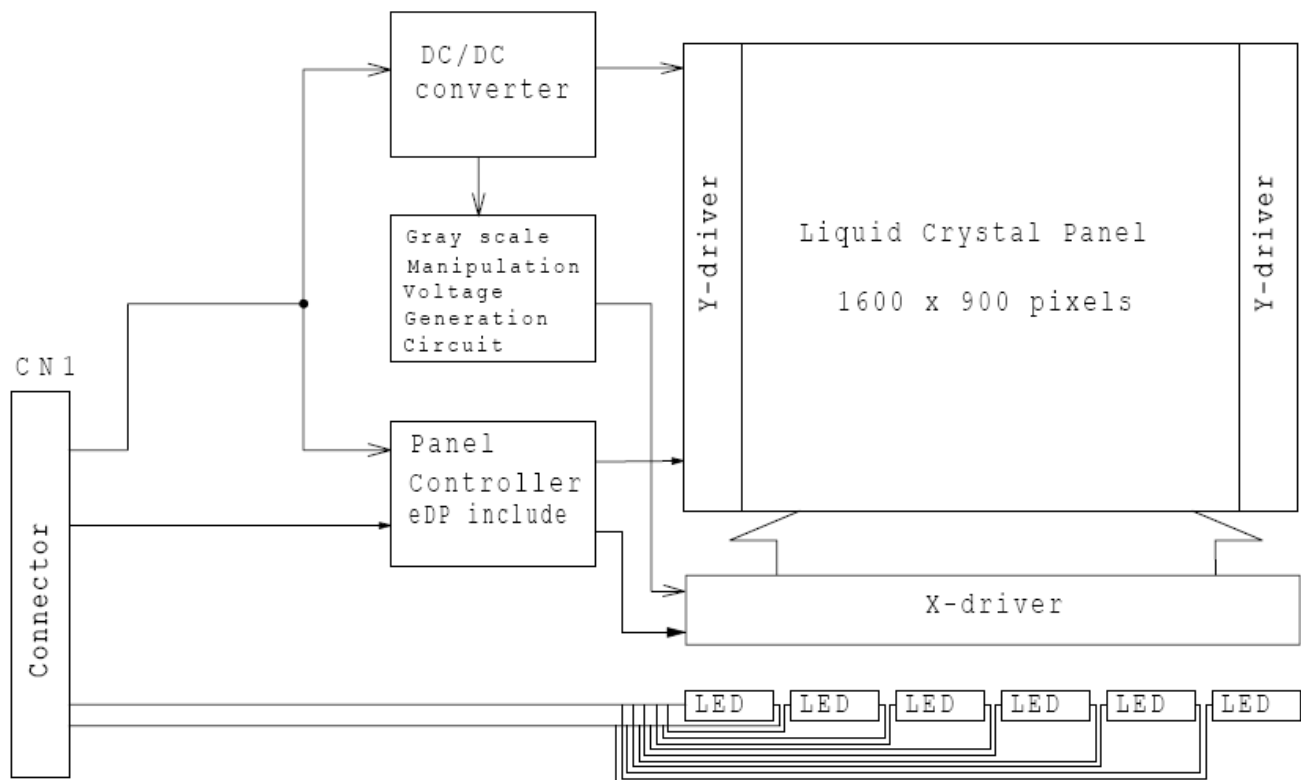 DC/DC
converter
Y-driver
Liquid Crystal Panel
1600 x 900 pixels
Y-driver
Gray scale
Manipulation
Voltage
Generation
Circuit
CN1
Connector
Panel
Controller
eDP include
X-driver
LED
LED
LED
LED
LED
LED